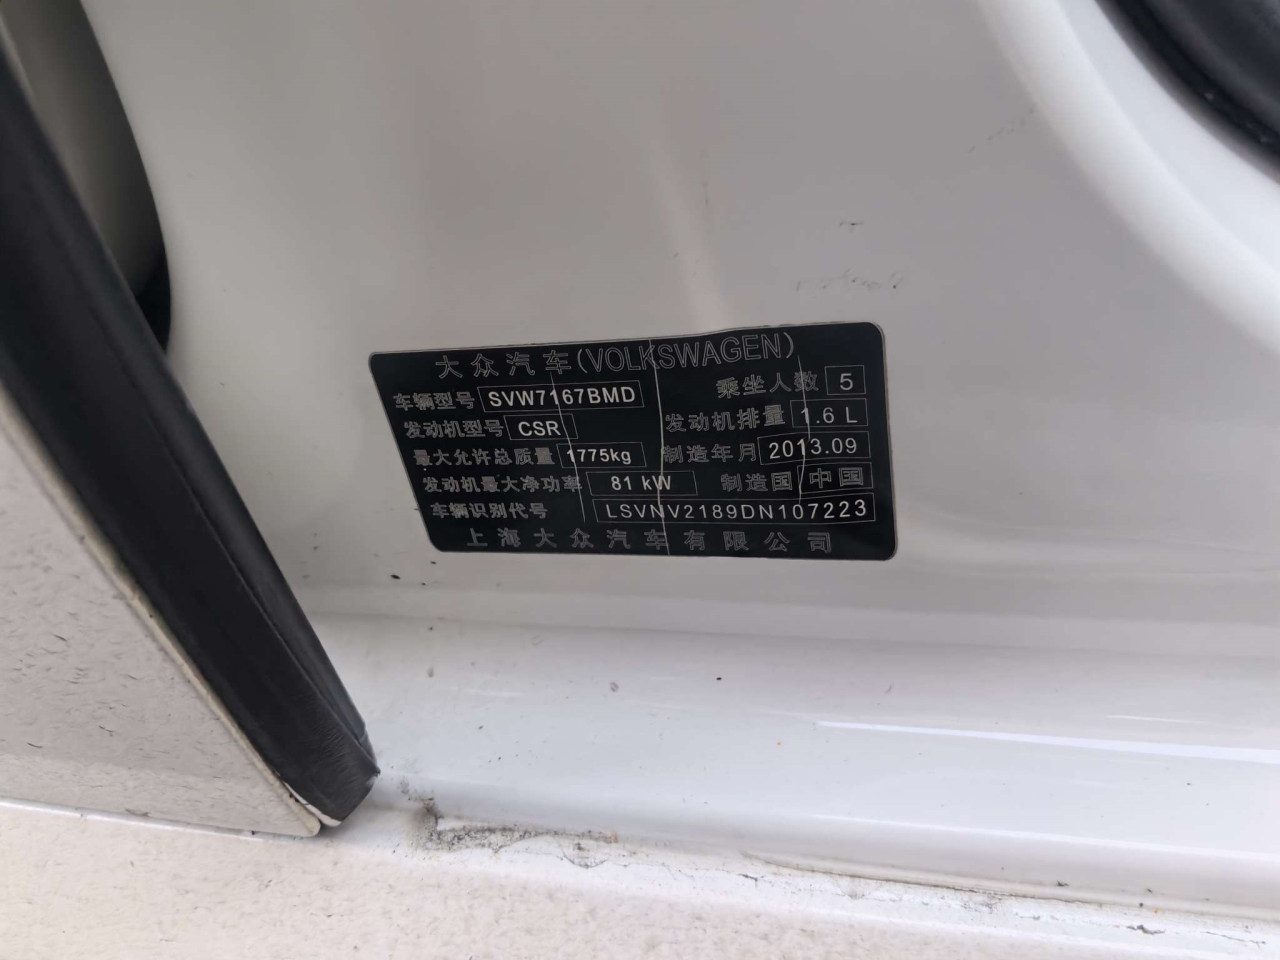 大众汽车(VOLKSWAGEN)
车辆型号 SVW7167BMD 乘坐人数 5
发动机型号 CSR 发动机排量 1.6 L
最大允许总质量 1775kg 制造年月 2013.09
发动机最大净功率 81 kW 制造国 中国
车辆识别代号 LSVNV2189DN107223
上海大众汽车有限公司